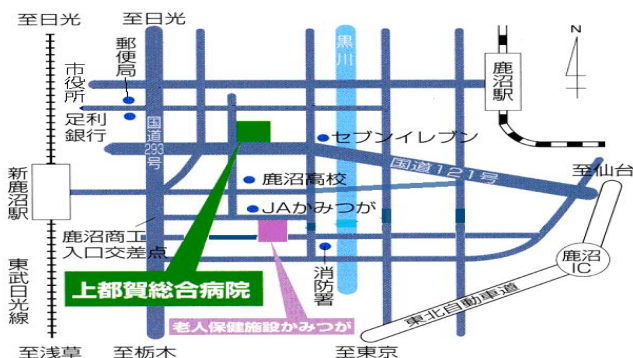 至日光
至日光
郵便局
市役所
足利
銀行
国道
293
号
黒川
N
鹿沼駅
セブンイレブン
国道121号
至仙台
鹿沼高校
新鹿沼駅
JAかみつが
鹿沼商工
入口交差点
消防署
鹿沼
IC
上都賀総合病院
東武日光線
老人保健施設かみつが
東北自動車道
至浅草
至栃木
至東京